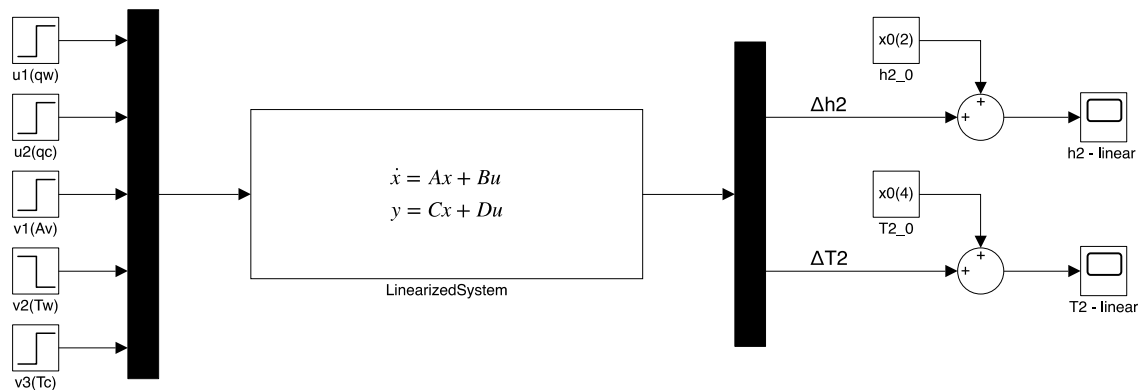 u1(qw)
u2(qc)
v1(Av)
v2(Tw)
v3(Tc)
ẋ = Ax + Bu
y = Cx + Du
LinearizedSystem
x0(2)
h2_0
Δh2
+
+
h2 - linear
x0(4)
T2_0
ΔT2
+
+
T2 - linear